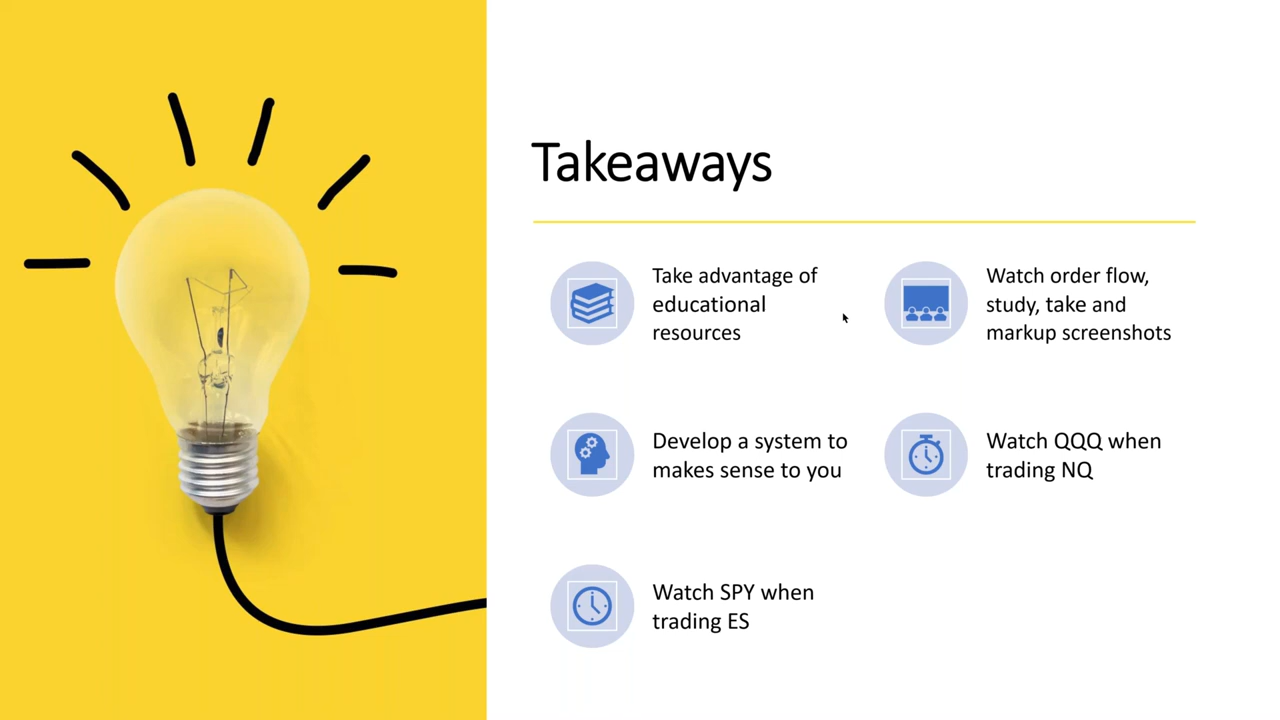 Takeaways
Take advantage of
educational
resources
Watch order flow,
study, take and
markup screenshots
Develop a system to
makes sense to you
Watch QQQ when
trading NQ
Watch SPY when
trading ES